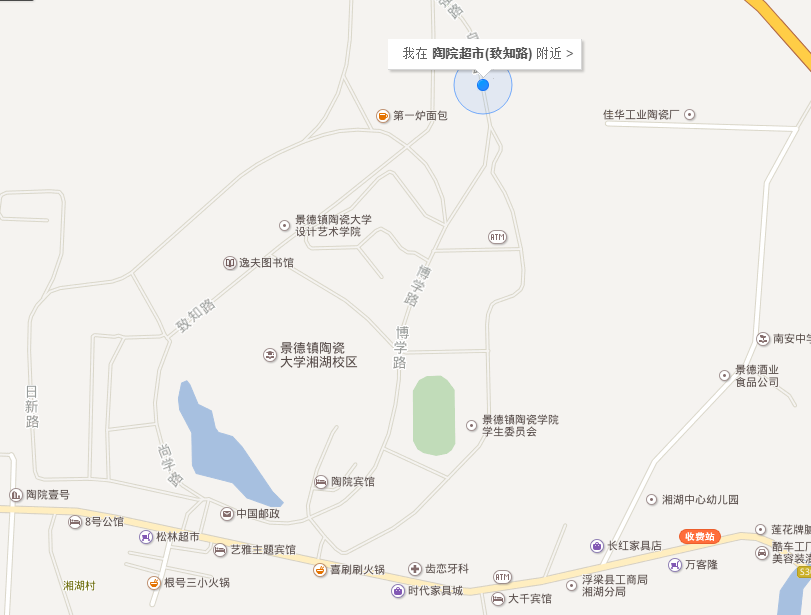 我在 陶院超市(致知路) 附近 >
第一炉面包
佳华工业陶瓷厂
景德镇陶瓷大学
设计艺术学院
ATM
逸夫图书馆
博学路
致知路
博学路
景德镇陶瓷
大学湘湖校区
南安中学
景德酒业
食品公司
日新路
景德镇陶瓷学院
学生委员会
尚学路
陶院宾馆
陶院壹号
湘湖中心幼儿园
中国邮政
8号公馆
松林超市
莲花牌
收费站
长红家具店
酷车工厂
美容装潢
艺雅主题宾馆
万客隆
喜刷刷火锅
齿恋牙科
ATM
浮梁县工商局
湘湖分局
湘湖村
根号三小火锅
时代家具城
大千宾馆